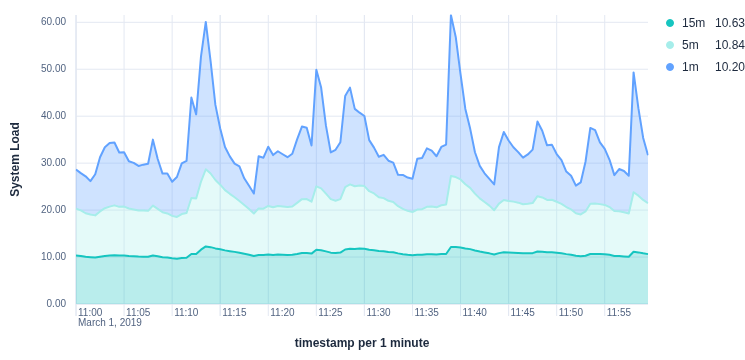 60.00
50.00
40.00
30.00
20.00
10.00
0.00
System Load
11:00 11:05 11:10 11:15 11:20 11:25 11:30 11:35 11:40 11:45 11:50 11:55
March 1, 2019
timestamp per 1 minute
15m 10.63
5m 10.84
1m 10.20